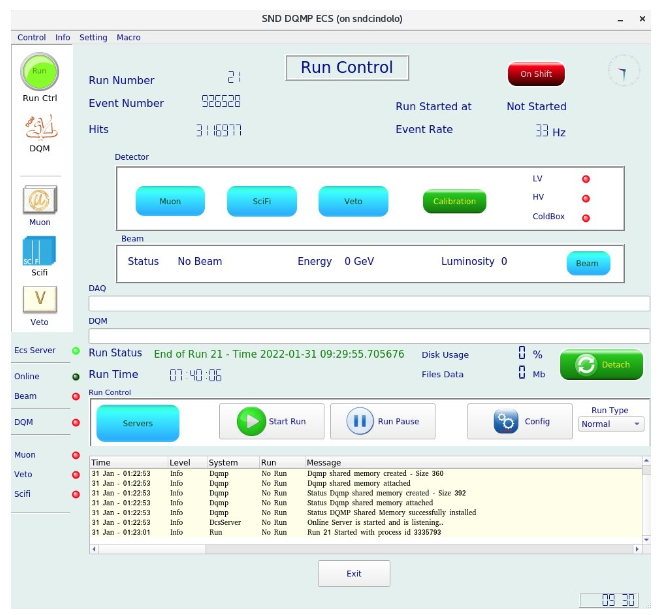 SND DQMP ECS (on sndcindolo)
Control Info Setting Macro
Run
Run Ctrl
DQM
Muon
SCiFi
Scifi
V
Veto
Run Control
On Shift
Run Number 21
Event Number 926520
Run Started at Not Started
Hits 3116977
Event Rate 33 Hz
Detector
Muon SciFi Veto Calibration
LV
HV
ColdBox
Beam
Status No Beam Energy 0 GeV Luminosity 0 Beam
DAQ
DQM
Ecs Server
Online
Beam
DQM
Muon
Veto
Scifi
Run Status End of Run 21 - Time 2022-01-31 09:29:55.705676 Disk Usage 0 %
Run Time 07:40:06 Files Data 0 Mb
Detach
Run Control
Servers Start Run Run Pause Config
Run Type
Normal
Time Level System Run Message
31 Jan - 01:22:53 Info Dqmp No Run Dqmp shared memory created - Size 360
31 Jan - 01:22:53 Info Dqmp No Run Dqmp shared memory attached
31 Jan - 01:22:53 Info Dqmp No Run Status Dqmp shared memory created - Size 392
31 Jan - 01:22:53 Info Dqmp No Run Status Dqmp shared memory attached
31 Jan - 01:22:53 Info Dqmp No Run Status DQMP Shared Memory successfully installed
31 Jan - 01:22:53 Info DcsServer No Run Online Server is started and is listening..
31 Jan - 01:23:01 Info Run No Run Run 21 Started with process id 3335793
Exit
09:30